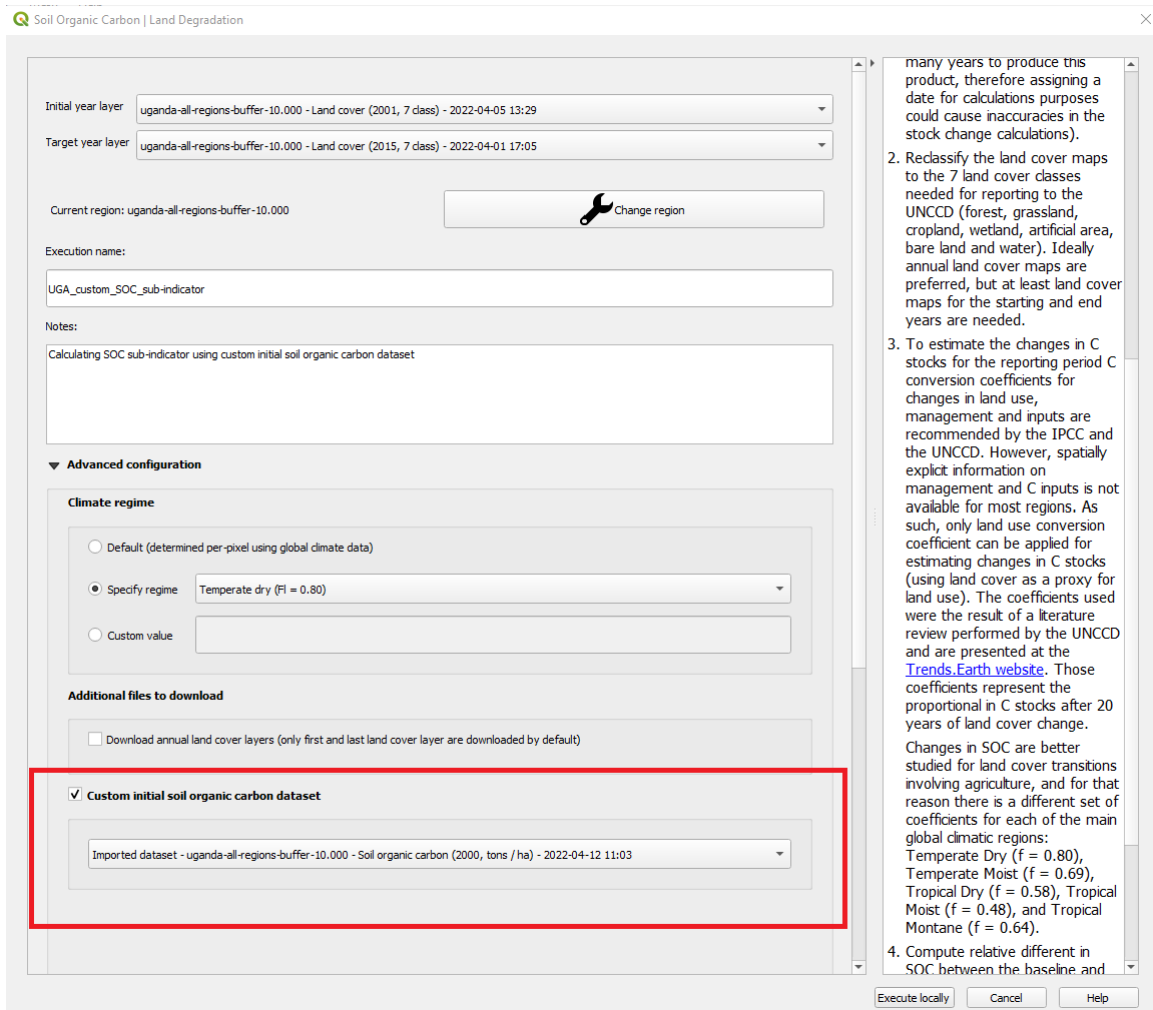 Soil Organic Carbon | Land Degradation
Initial year layer
uganda-all-regions-buffer-10.000 - Land cover (2001, 7 class) - 2022-04-05 13:29
Target year layer
uganda-all-regions-buffer-10.000 - Land cover (2015, 7 class) - 2022-04-01 17:05
Current region: uganda-all-regions-buffer-10.000
Change region
Execution name:
UGA_custom_SOC_sub-indicator
Notes:
Calculating SOC sub-indicator using custom initial soil organic carbon dataset
Advanced configuration
Climate regime
Default (determined per-pixel using global climate data)
Specify regime
Temperate dry (Fl = 0.80)
Custom value
Additional files to download
Download annual land cover layers (only first and last land cover layer are downloaded by default)
Custom initial soil organic carbon dataset
Imported dataset - uganda-all-regions-buffer-10.000 - Soil organic carbon (2000, tons / ha) - 2022-04-12 11:03
many years to produce this
product, therefore assigning a
date for calculations purposes
could cause inaccuracies in the
stock change calculations).
2. Reclassify the land cover maps
to the 7 land cover classes
needed for reporting to the
UNCCD (forest, grassland,
cropland, wetland, artificial area,
bare land and water). Ideally
annual land cover maps are
preferred, but at least land cover
maps for the starting and end
years are needed.
3. To estimate the changes in C
stocks for the reporting period C
conversion coefficients for
changes in land use,
management and inputs are
recommended by the IPCC and
the UNCCD. However, spatially
explicit information on
management and C inputs is not
available for most regions. As
such, only land use conversion
coefficient can be applied for
estimating changes in C stocks
(using land cover as a proxy for
land use). The coefficients used
were the result of a literature
review performed by the UNCCD
and are presented at the
Trends.Earth website. Those
coefficients represent the
proportional in C stocks after 20
years of land cover change.
Changes in SOC are better
studied for land cover transitions
involving agriculture, and for that
reason there is a different set of
coefficients for each of the main
global climatic regions:
Temperate Dry (f = 0.80),
Temperate Moist (f = 0.69),
Tropical Dry (f = 0.58), Tropical
Moist (f = 0.48), and Tropical
Montane (f = 0.64).
4. Compute relative different in
SOC between the baseline and
Execute locally
Cancel
Help